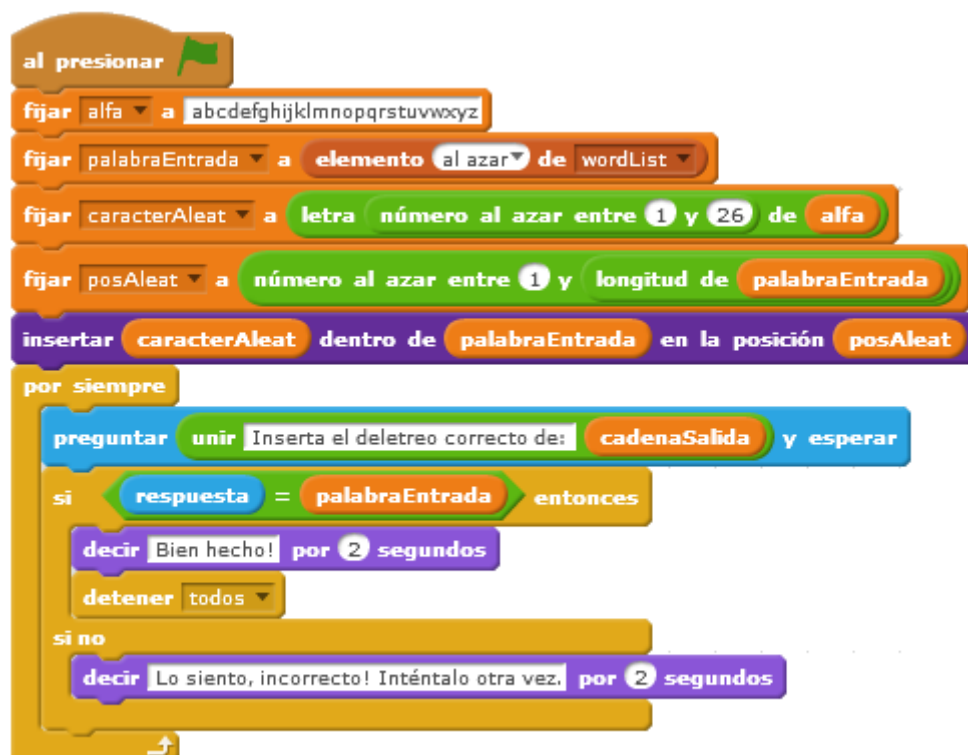 al presionar
fijar alfa a abcdefghijklmnopqrstuvwxyz
fijar palabraEntrada a elemento al azar de wordList
fijar caracterAleat a letra número al azar entre 1 y 26 de alfa
fijar posAleat a número al azar entre 1 y longitud de palabraEntrada
insertar caracterAleat dentro de palabraEntrada en la posición posAleat
por siempre
preguntar unir Inserta el deletreo correcto de: cadenaSalida y esperar
si respuesta = palabraEntrada entonces
decir Bien hecho! por 2 segundos
detener todos
si no
decir Lo siento, incorrecto! Inténtalo otra vez. por 2 segundos